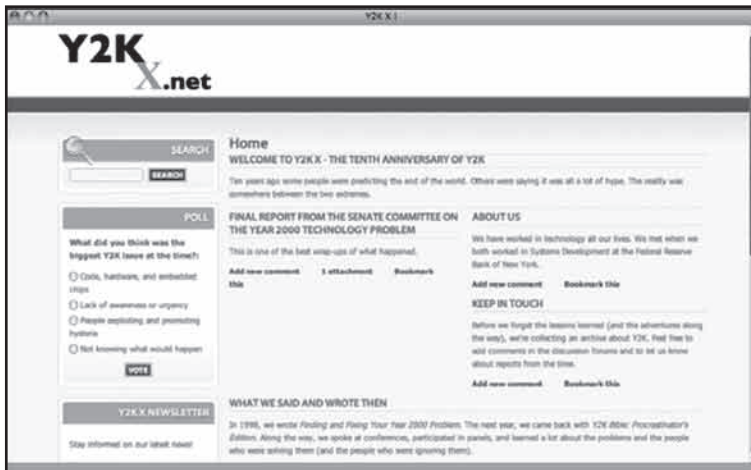 Y2K X |
Y2K
X.net
SEARCH
SEARCH
POLL
What did you think was the
biggest Y2K issue at the time?:
Code, hardware, and embedded
chips
Lack of awareness or urgency
People exploiting and promoting
hysteria
Not knowing what would happen
VOTE
Y2K X NEWSLETTER
Stay informed on our latest news!
Home
WELCOME TO Y2K X - THE TENTH ANNIVERSARY OF Y2K
Ten years ago some people were predicting the end of the world. Others were saying it was all a lot of hype. The reality was
somewhere between the two extremes.
FINAL REPORT FROM THE SENATE COMMITTEE ON
THE YEAR 2000 TECHNOLOGY PROBLEM
This is one of the best wrap-ups of what happened.
Add new comment 1 attachment Bookmark
this
ABOUT US
We have worked in technology all our lives. We met when we
both worked in Systems Development at the Federal Reserve
Bank of New York.
Add new comment Bookmark this
KEEP IN TOUCH
Before we forget the lessons learned (and the adventures along
the way), we're collecting an archive about Y2K. Feel free to
add comments in the discussion forums and to let us know
about reports from the time.
Add new comment Bookmark this
WHAT WE SAID AND WROTE THEN
In 1998, we wrote Finding and Fixing Your Year 2000 Problem. The next year, we came back with Y2K Bible: Procrastinator's
Edition. Along the way, we spoke at conferences, participated in panels, and learned a lot about the problems and the people
who were solving them (and the people who were ignoring them).